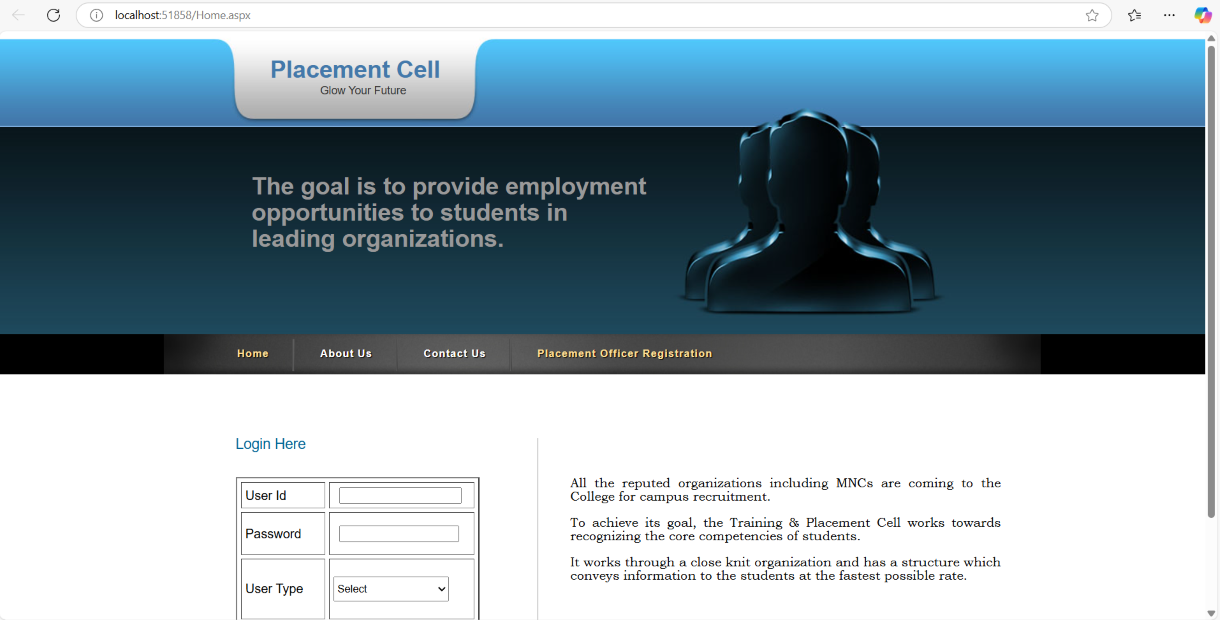 localhost:51858/Home.aspx
Placement Cell
Glow Your Future
The goal is to provide employment
opportunities to students in
leading organizations.
Home
About Us
Contact Us
Placement Officer Registration
Login Here
User Id
Password
User Type
Select
All the reputed organizations including MNCs are coming to the
College for campus recruitment.
To achieve its goal, the Training & Placement Cell works towards
recognizing the core competencies of students.
It works through a close knit organization and has a structure which
conveys information to the students at the fastest possible rate.